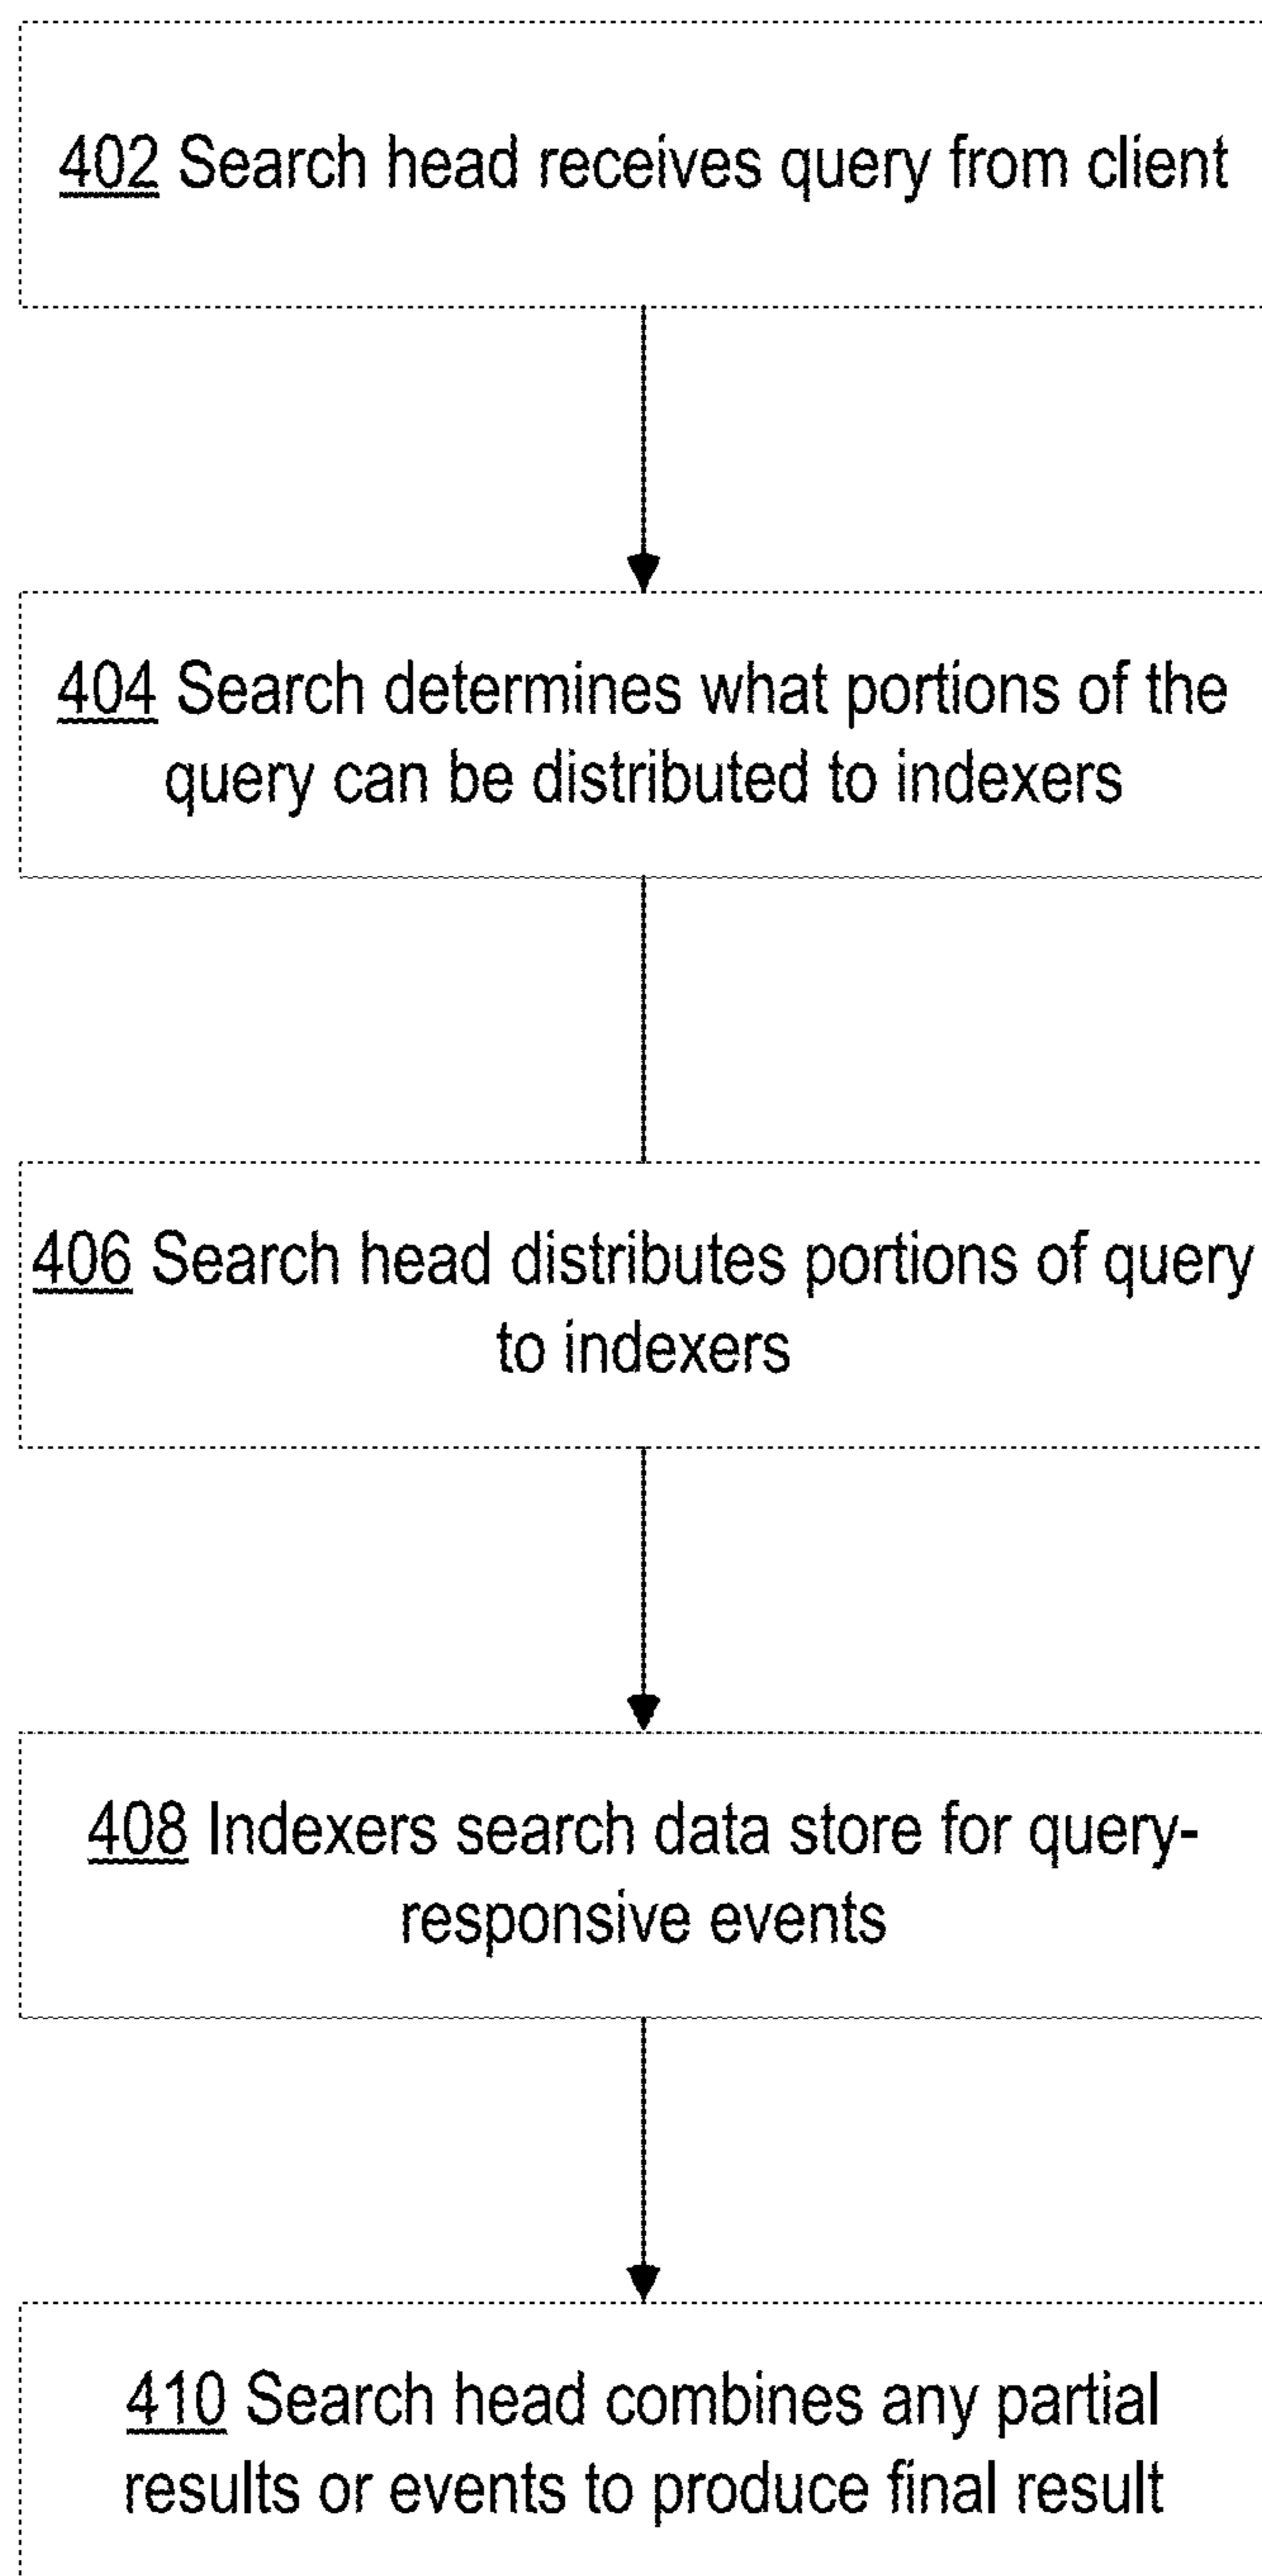 402 Search head receives query from client
404 Search determines what portions of the
query can be distributed to indexers
406 Search head distributes portions of query
to indexers
408 Indexers search data store for query-
responsive events
410 Search head combines any partial
results or events to produce final result